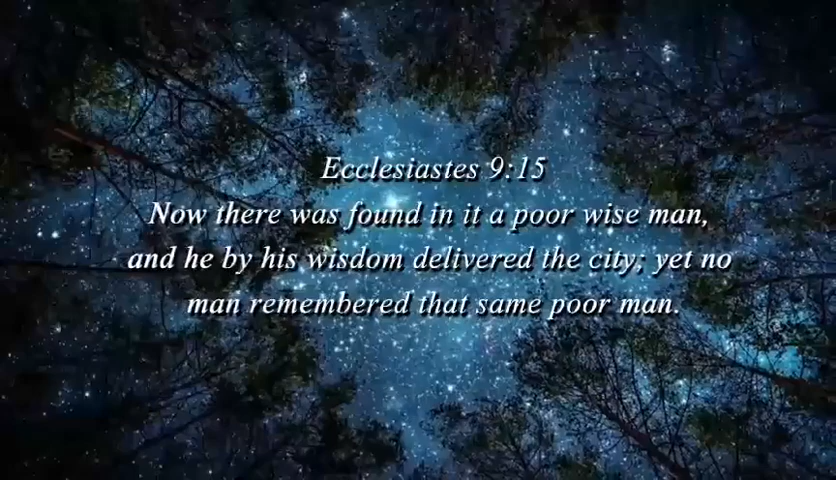 Ecclesiastes 9:15
Now there was found in it a poor wise man,
and he by his wisdom delivered the city; yet no
man remembered that same poor man.